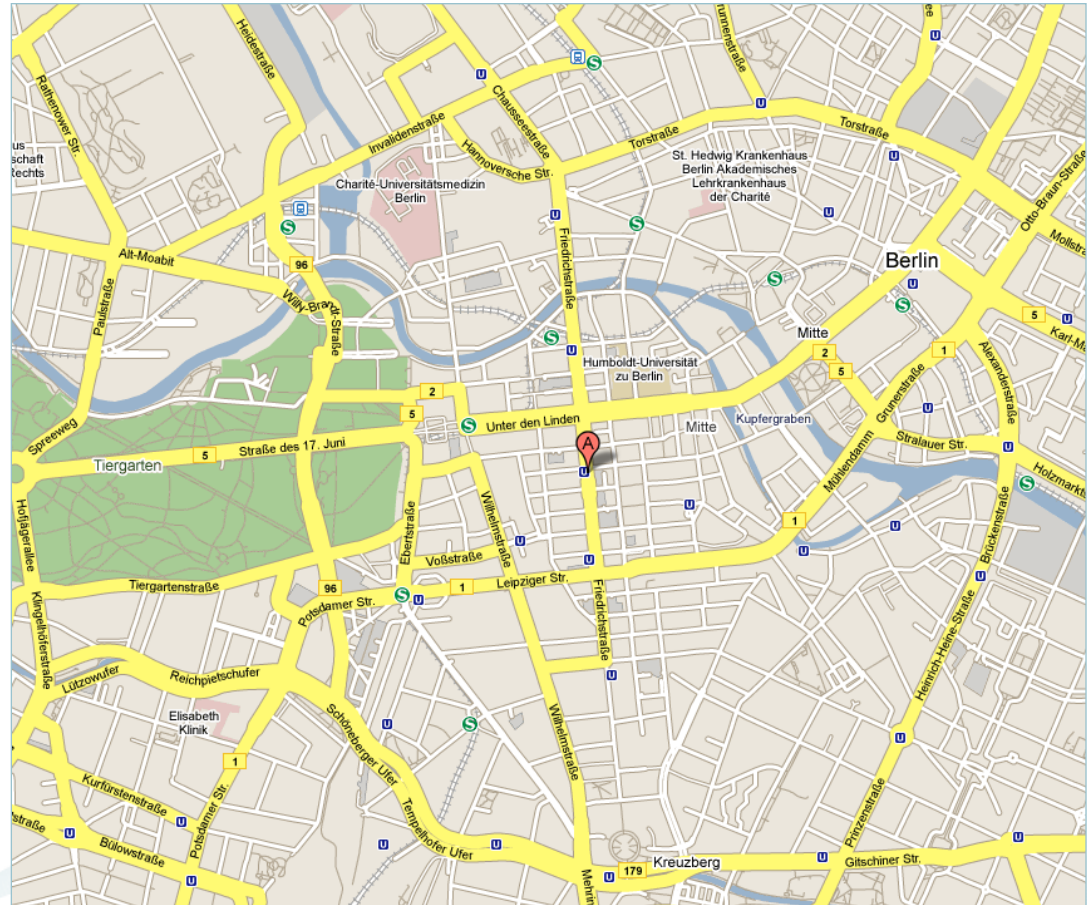 Heidestraße
Rathenower Str.
Invalidenstraße
Chausseestraße
Hannoversche Str.
Torstraße
Torstraße
us
schaft
Rechts
Charité-Universitätsmedizin
Berlin
St. Hedwig Krankenhaus
Berlin Akademisches
Lehrkrankenhaus
der Charité
Otto-Braun-Straße
Alt-Moabit
96
Friedrichstraße
Berlin
Paulstraße
Willy-Brandt-Straße
5
Mitte
2
5
1
Humboldt-Universität
zu Berlin
Alexanderstraße
Grunerstraße
2
5
Unter den Linden
Kupfergraben
Mitte
Stralauer Str.
Spreeweg
Straße des 17. Juni
5
Tiergarten
A
Mühlendamm
Hofjägerallee
Ebertstraße
Wilhelmstraße
1
Brückenstraße
Voßstraße
Tiergartenstraße
96
1
Leipziger Str.
Potsdamer Str.
Friedrichstraße
Klingelhöferstraße
Heinrich-Heine-Straße
Lützowufer
Reichpietschufer
Elisabeth
Klinik
Schöneberger Ufer
Wilhelmstraße
1
Kurfürstenstraße
Potsdamer Str.
Tempelhofer Ufer
Prinzenstraße
Bülowstraße
179
Kreuzberg
Gitschiner Str.